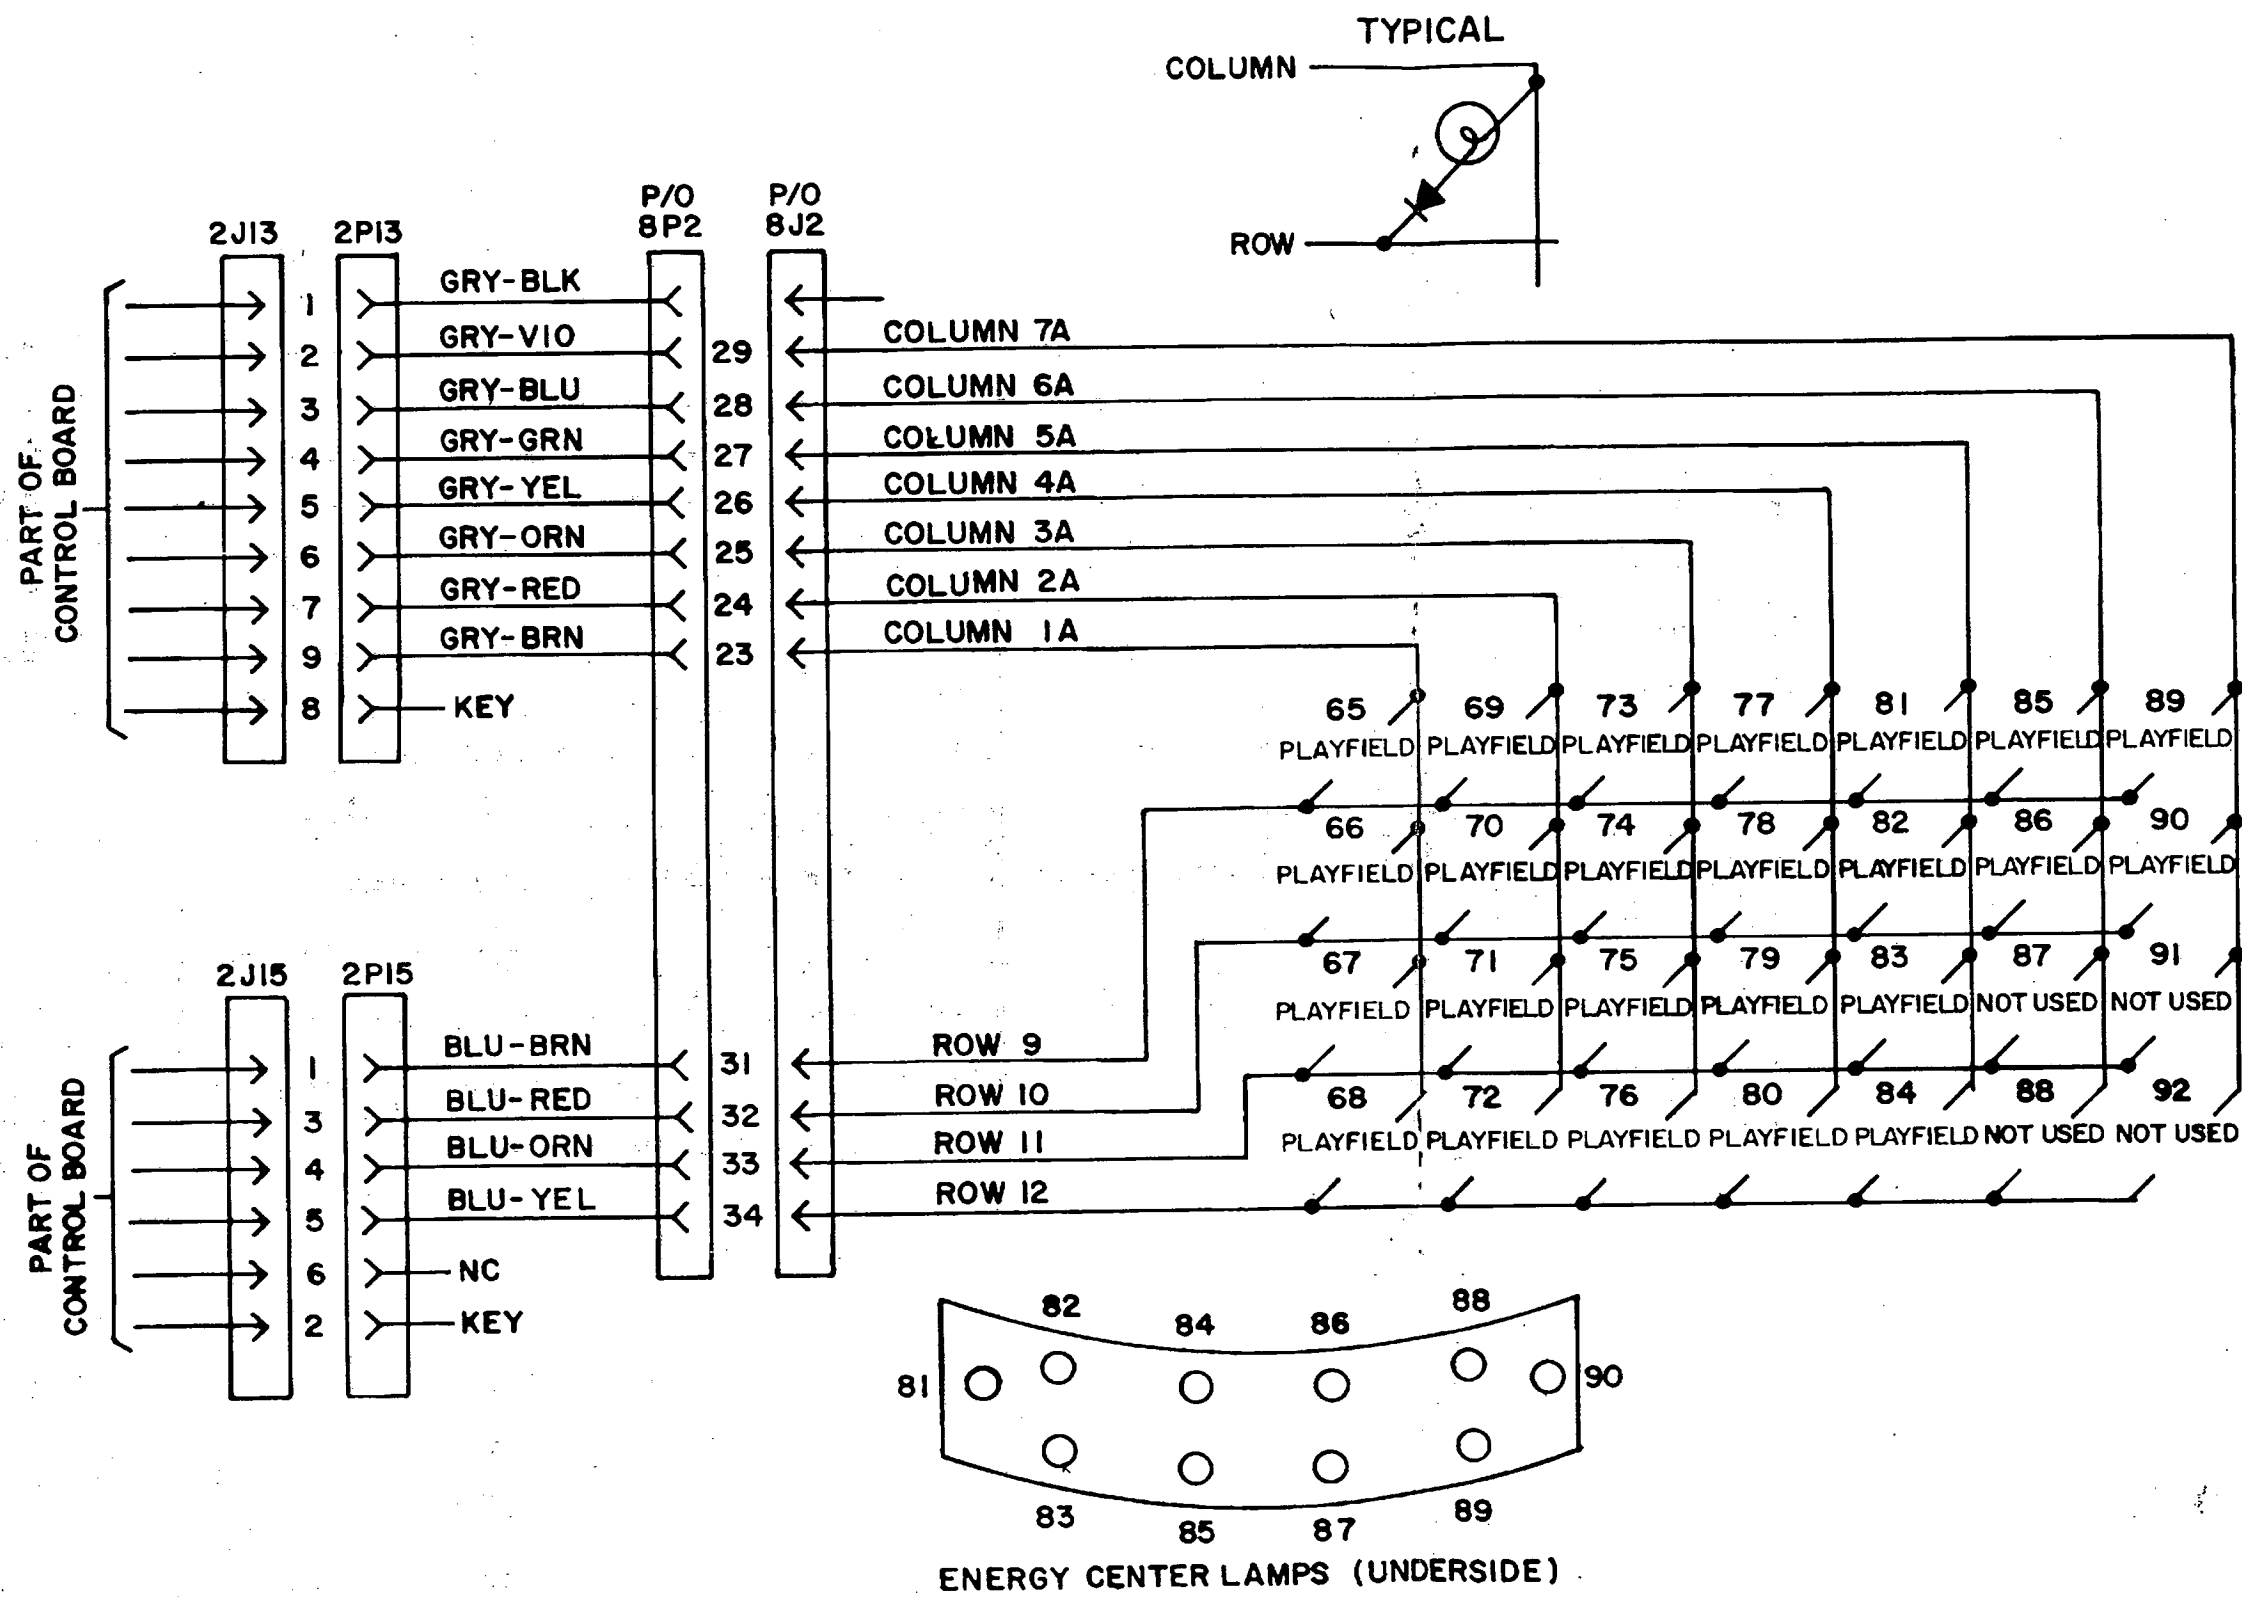 TYPICAL
COLUMN
ROW
P/O
8P2
P/O
8J2
2J13
2P13
1
GRY-BLK
2
GRY-VIO
29
COLUMN 7A
3
GRY-BLU
28
COLUMN 6A
4
GRY-GRN
27
COLUMN 5A
5
GRY-YEL
26
COLUMN 4A
6
GRY-ORN
25
COLUMN 3A
7
GRY-RED
24
COLUMN 2A
9
GRY-BRN
23
COLUMN 1A
8
KEY
PART OF
CONTROL BOARD
65 69 73 77 81 85 89
PLAYFIELD PLAYFIELD PLAYFIELD PLAYFIELD PLAYFIELD PLAYFIELD PLAYFIELD
66 70 74 78 82 86 90
PLAYFIELD PLAYFIELD PLAYFIELD PLAYFIELD PLAYFIELD PLAYFIELD PLAYFIELD
67 71 75 79 83 87 91
PLAYFIELD PLAYFIELD PLAYFIELD PLAYFIELD PLAYFIELD NOT USED NOT USED
68 72 76 80 84 88 92
PLAYFIELD PLAYFIELD PLAYFIELD PLAYFIELD PLAYFIELD NOT USED NOT USED
2J15
2P15
1
BLU-BRN
31
ROW 9
3
BLU-RED
32
ROW 10
4
BLU-ORN
33
ROW 11
5
BLU-YEL
34
ROW 12
6
NC
2
KEY
PART OF
CONTROL BOARD
82
84
86
88
81
90
83
85
87
89
ENERGY CENTER LAMPS (UNDERSIDE)